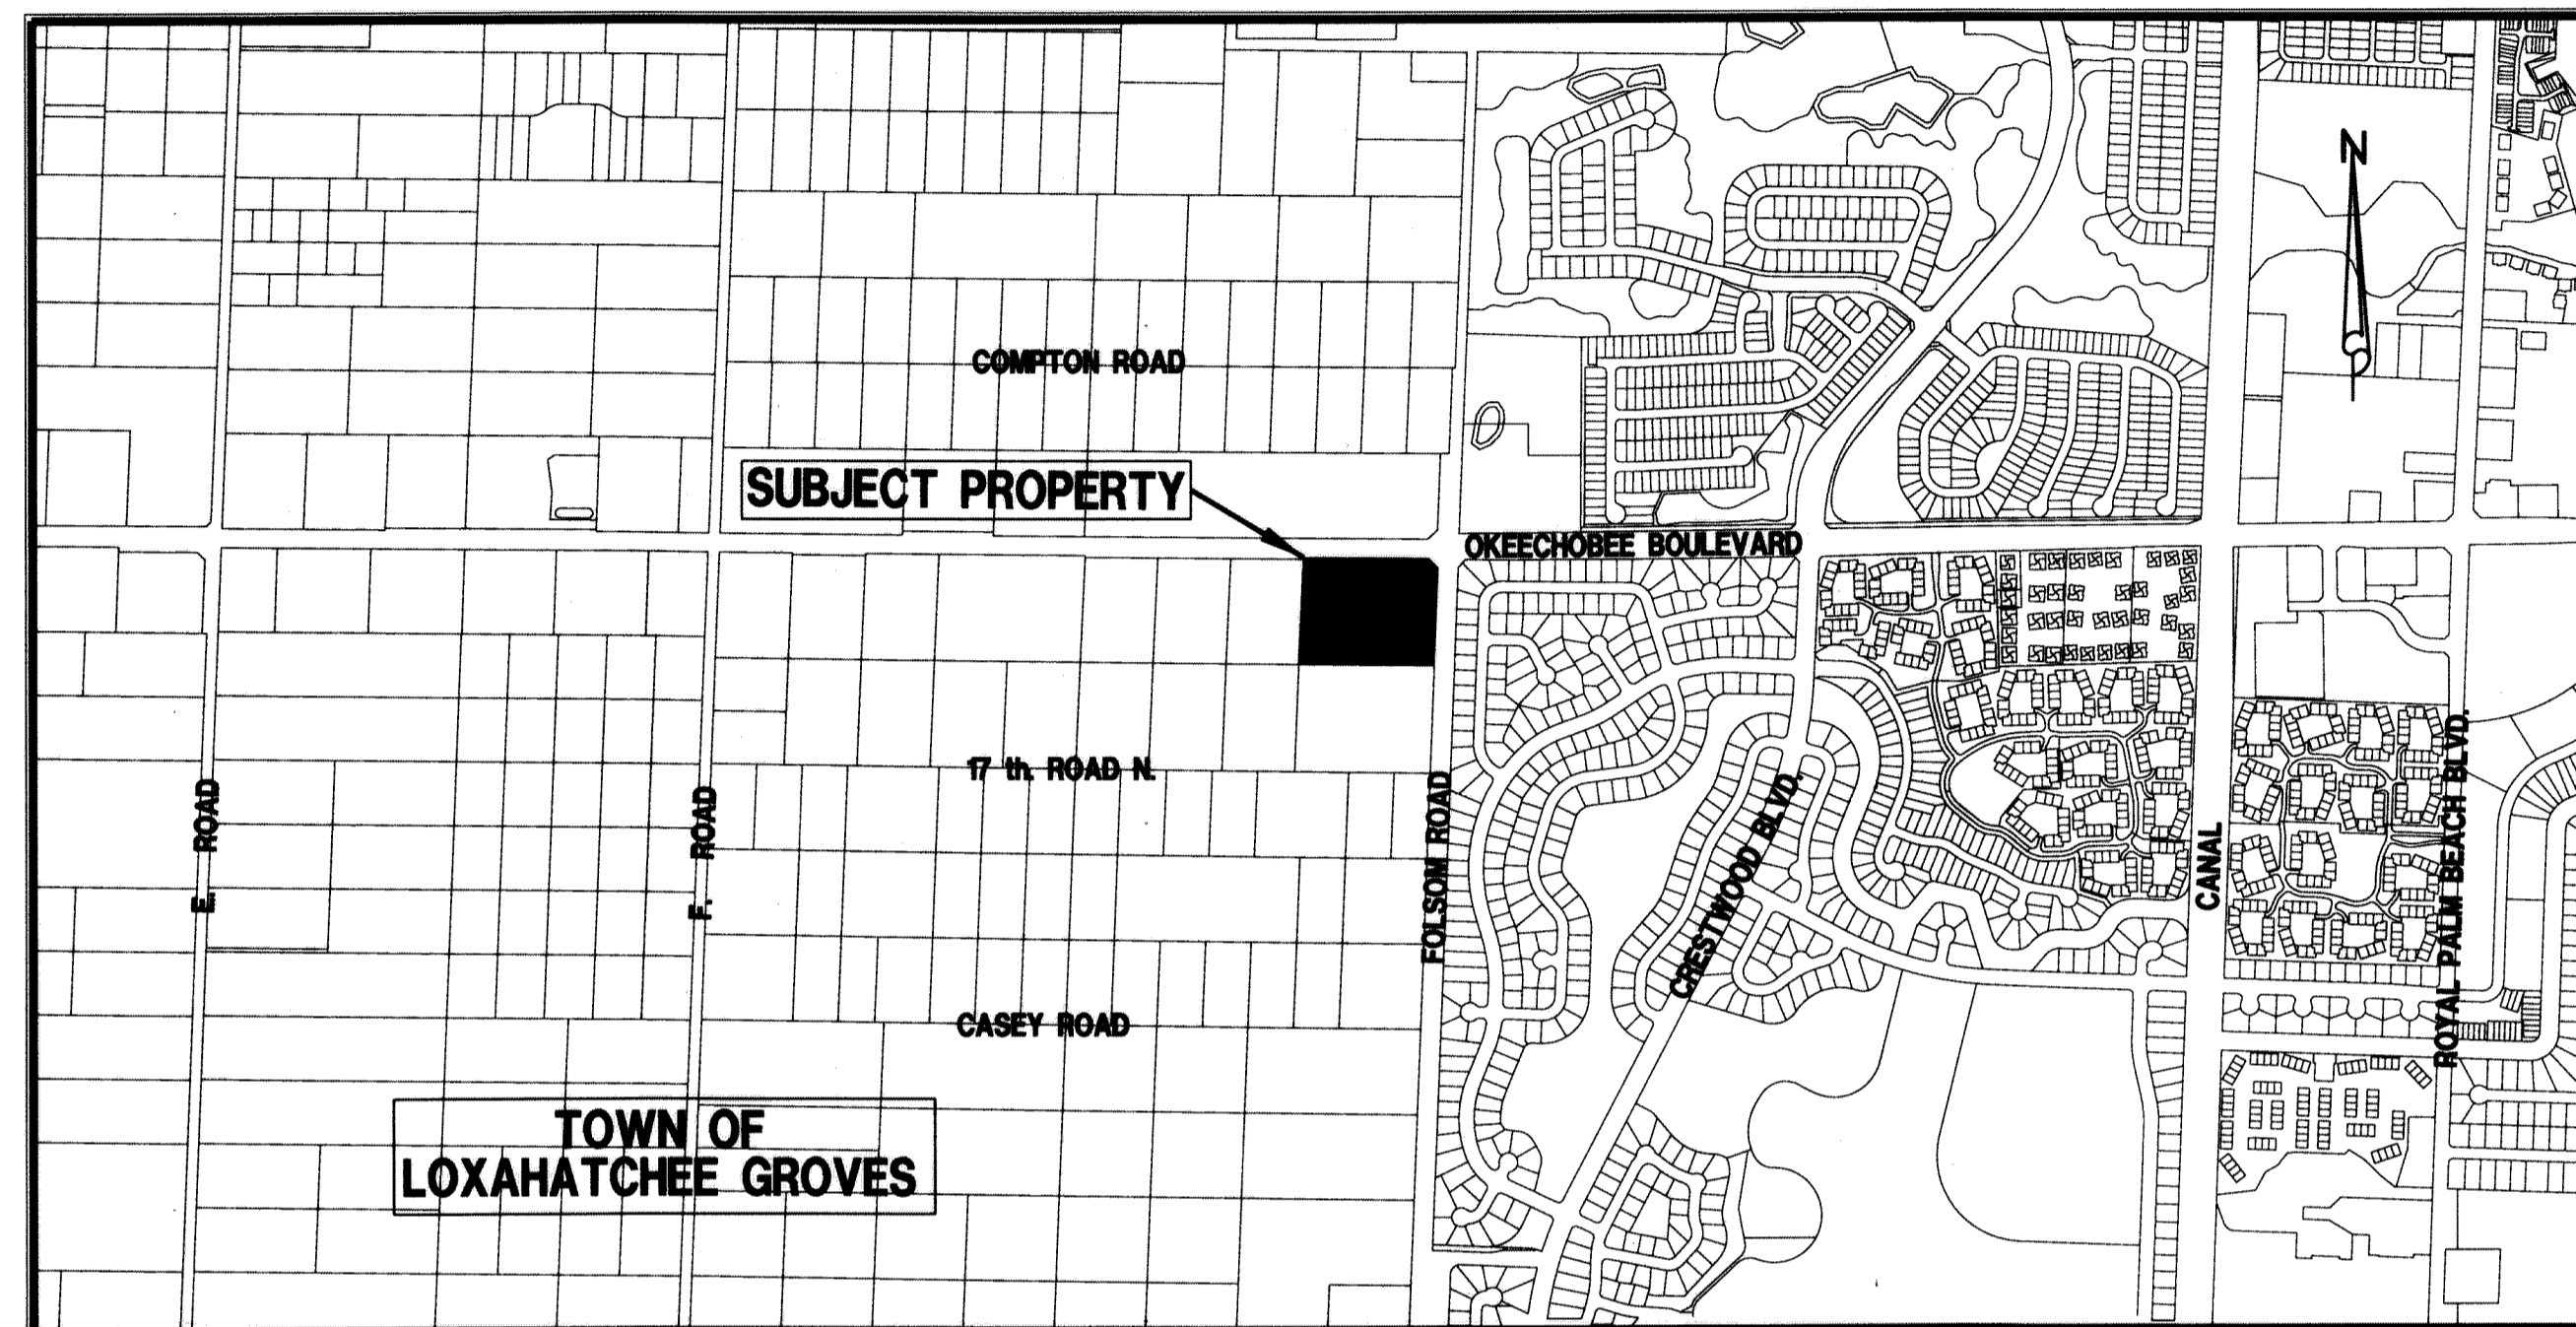 N
COMPTON ROAD
SUBJECT PROPERTY
OKEECHOBEE BOULEVARD
17 th. ROAD N.
E. ROAD
F. ROAD
FOLSOM ROAD
CRESTWOOD BLVD.
CANAL
ROYAL PALM BEACH BLVD.
CASEY ROAD
TOWN OF
LOXAHATCHEE GROVES